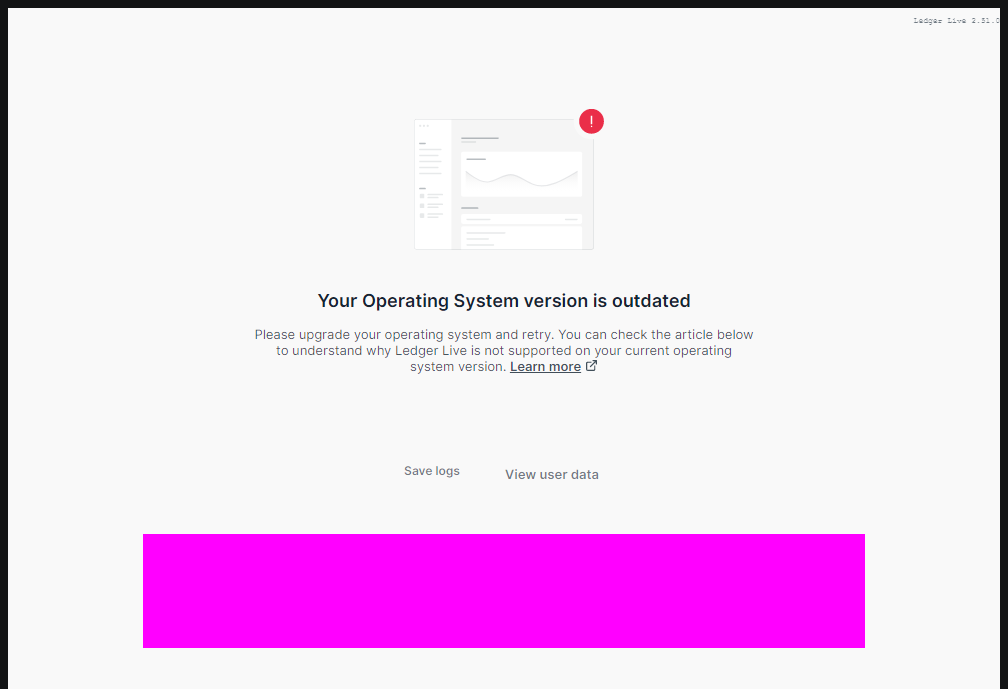 Ledger Live 2.31.0
Your Operating System version is outdated
Please upgrade your operating system and retry. You can check the article below
to understand why Ledger Live is not supported on your current operating
system version. Learn more
Save logs
View user data